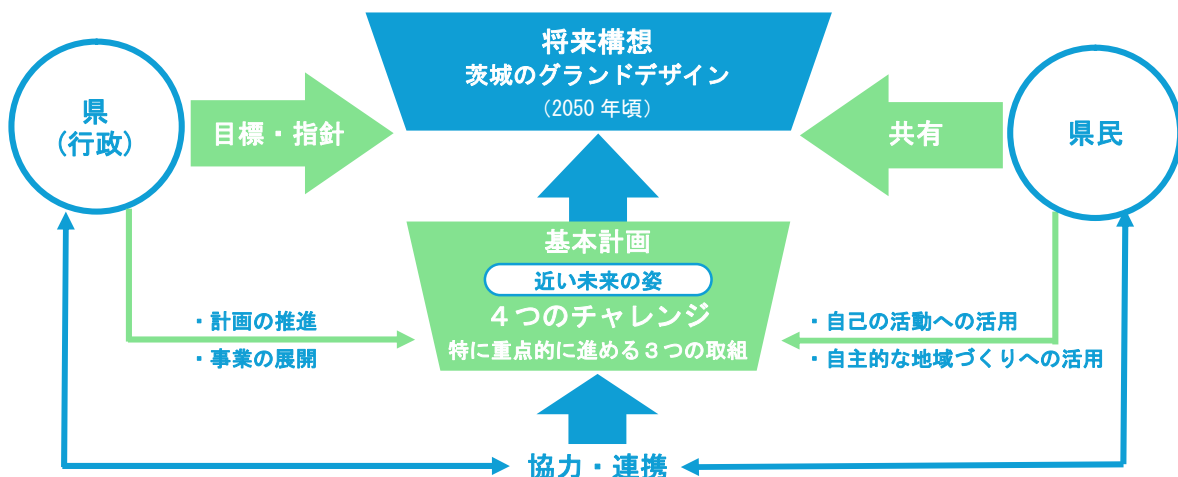 将来構想
茨城のグランドデザイン
（2050 年頃）
県
（行政）
目標・指針
共有
県民
基本計画
近い未来の姿
４つのチャレンジ
特に重点的に進める３つの取組
・計画の推進
・事業の展開
・自己の活動への活用
・自主的な地域づくりへの活用
協力・連携